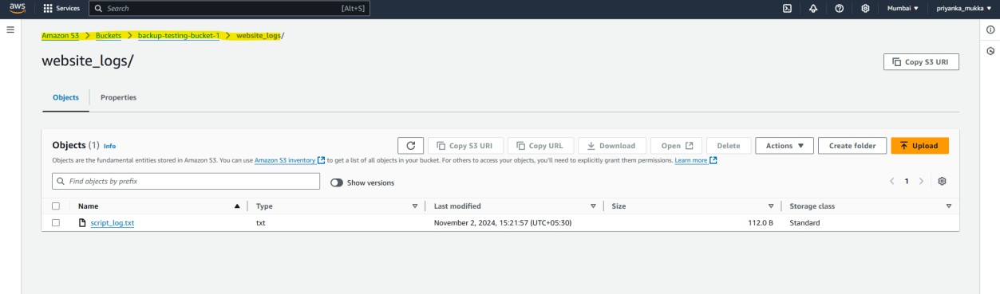 aws Services Search [Alt+S] Mumbai ▼ priyanka_mukka ▼
Amazon S3 > Buckets > backup-testing-bucket-1 > website_logs/
website_logs/
Copy S3 URI
Objects Properties
Objects (1) Info
Copy S3 URI Copy URL Download Open Delete Actions ▼ Create folder Upload
Objects are the fundamental entities stored in Amazon S3. You can use Amazon S3 inventory to get a list of all objects in your bucket. For others to access your objects, you'll need to explicitly grant them permissions. Learn more
Find objects by prefix Show versions < 1 >
Name ▲ Type Last modified Size Storage class
script_log.txt txt November 2, 2024, 15:21:57 (UTC+05:30) 112.0 B Standard